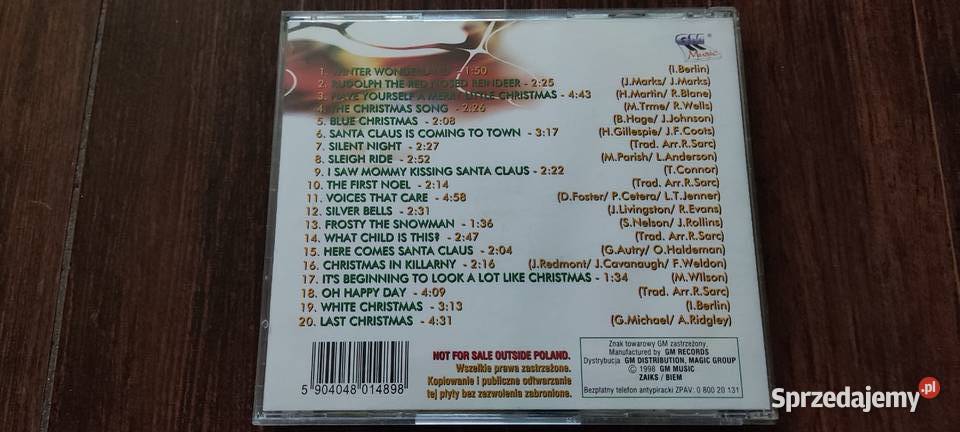 GM
Music
1. WINTER WONDERLAND - 1:50 (I.Berlin)
2. RUDOLPH THE RED NOSED REINDEER - 2:25 (J.Marks/ J.Marks)
3. HAVE YOURSELF A MERRY LITTLE CHRISTMAS - 4:43 (H.Martin/ R.Blane)
4. THE CHRISTMAS SONG - 2:26 (M.Trme/ R.Wells)
5. BLUE CHRISTMAS - 2:08 (B.Hage/ J.Johnson)
6. SANTA CLAUS IS COMING TO TOWN - 3:17 (H.Gillespie/ J.F.Coots)
7. SILENT NIGHT - 2:27 (Trad. Arr.R.Sarc)
8. SLEIGH RIDE - 2:52 (M.Parish/ L.Anderson)
9. I SAW MOMMY KISSING SANTA CLAUS - 2:22 (T.Connor)
10. THE FIRST NOEL - 2:14 (Trad. Arr.R.Sarc)
11. VOICES THAT CARE - 4:58 (D.Foster/ P.Cetera/ L.T.Jenner)
12. SILVER BELLS - 2:31 (J.Livingston/ R.Evans)
13. FROSTY THE SNOWMAN - 1:36 (S.Nelson/ J.Rollins)
14. WHAT CHILD IS THIS? - 2:47 (Trad. Arr.R.Sarc)
15. HERE COMES SANTA CLAUS - 2:04 (G.Autry/ O.Haldeman)
16. CHRISTMAS IN KILLARNY - 2:16 (J.Redmont/ J.Cavanaugh/ F.Weldon)
17. IT'S BEGINNING TO LOOK A LOT LIKE CHRISTMAS - 1:34 (M.Wilson)
18. OH HAPPY DAY - 4:09 (Trad. Arr.R.Sarc)
19. WHITE CHRISTMAS - 3:13 (I.Berlin)
20. LAST CHRISTMAS - 4:31 (G.Michael/ A.Ridgley)
5 904048 014898
NOT FOR SALE OUTSIDE POLAND.
Wszelkie prawa zastrzeżone.
Kopiowanie i publiczne odtwarzanie
tej płyty bez zezwolenia zabronione.
Znak towarowy GM zastrzeżony
Manufactured by GM RECORDS
Dystrybucja GM DISTRIBUTION, MAGIC GROUP
© 1998 GM MUSIC
ZAIKS / BIEM
Bezpłatny telefon antypiracki ZPAV: 0 800 20 131
Sprzedajemy.pl